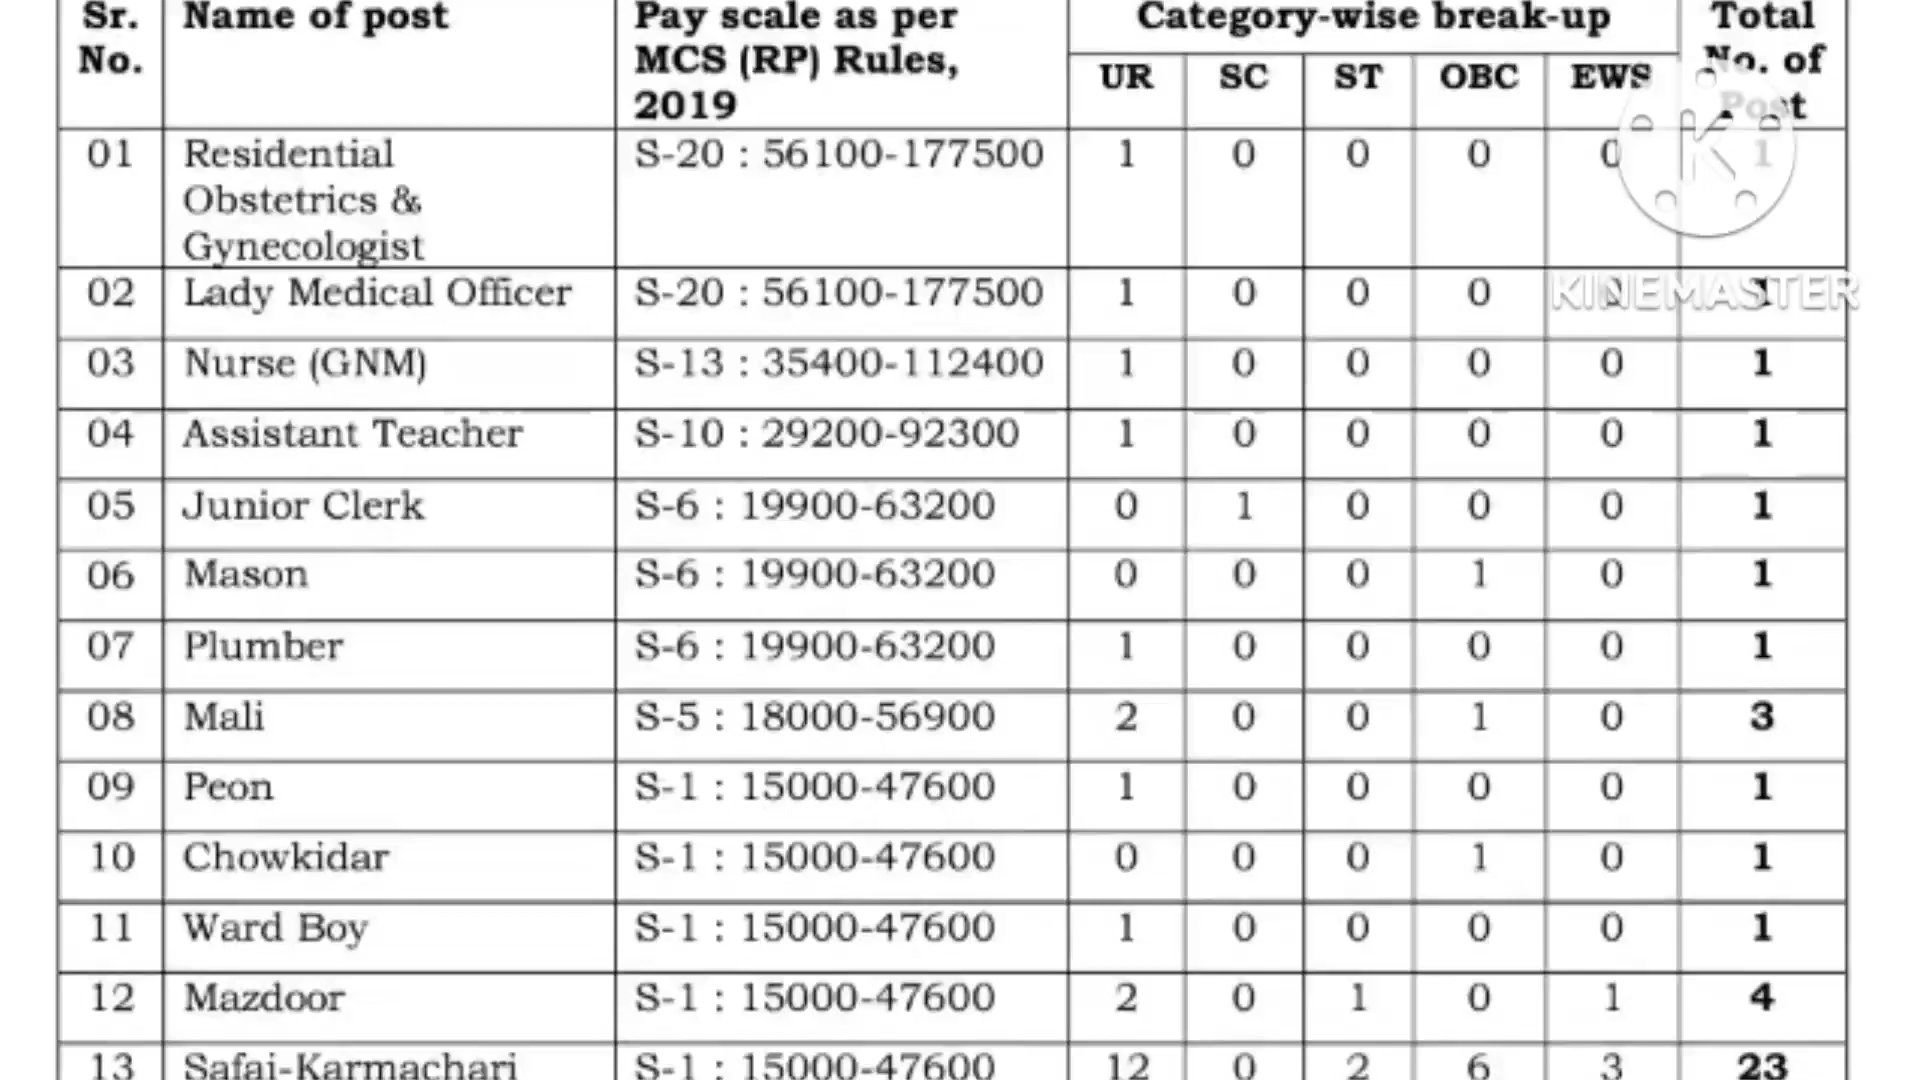 Sr. No. Name of post Pay scale as per MCS (RP) Rules, 2019 Category-wise break-up Total No. of Post
UR SC ST OBC EWS
01 Residential Obstetrics & Gynecologist S-20 : 56100-177500 1 0 0 0 0 1
02 Lady Medical Officer S-20 : 56100-177500 1 0 0 0 0 1
03 Nurse (GNM) S-13 : 35400-112400 1 0 0 0 0 1
04 Assistant Teacher S-10 : 29200-92300 1 0 0 0 0 1
05 Junior Clerk S-6 : 19900-63200 0 1 0 0 0 1
06 Mason S-6 : 19900-63200 0 0 0 1 0 1
07 Plumber S-6 : 19900-63200 1 0 0 0 0 1
08 Mali S-5 : 18000-56900 2 0 0 1 0 3
09 Peon S-1 : 15000-47600 1 0 0 0 0 1
10 Chowkidar S-1 : 15000-47600 0 0 0 1 0 1
11 Ward Boy S-1 : 15000-47600 1 0 0 0 0 1
12 Mazdoor S-1 : 15000-47600 2 0 1 0 1 4
13 Safai-Karmachari S-1 : 15000-47600 12 0 2 6 3 23
KINEMASTER